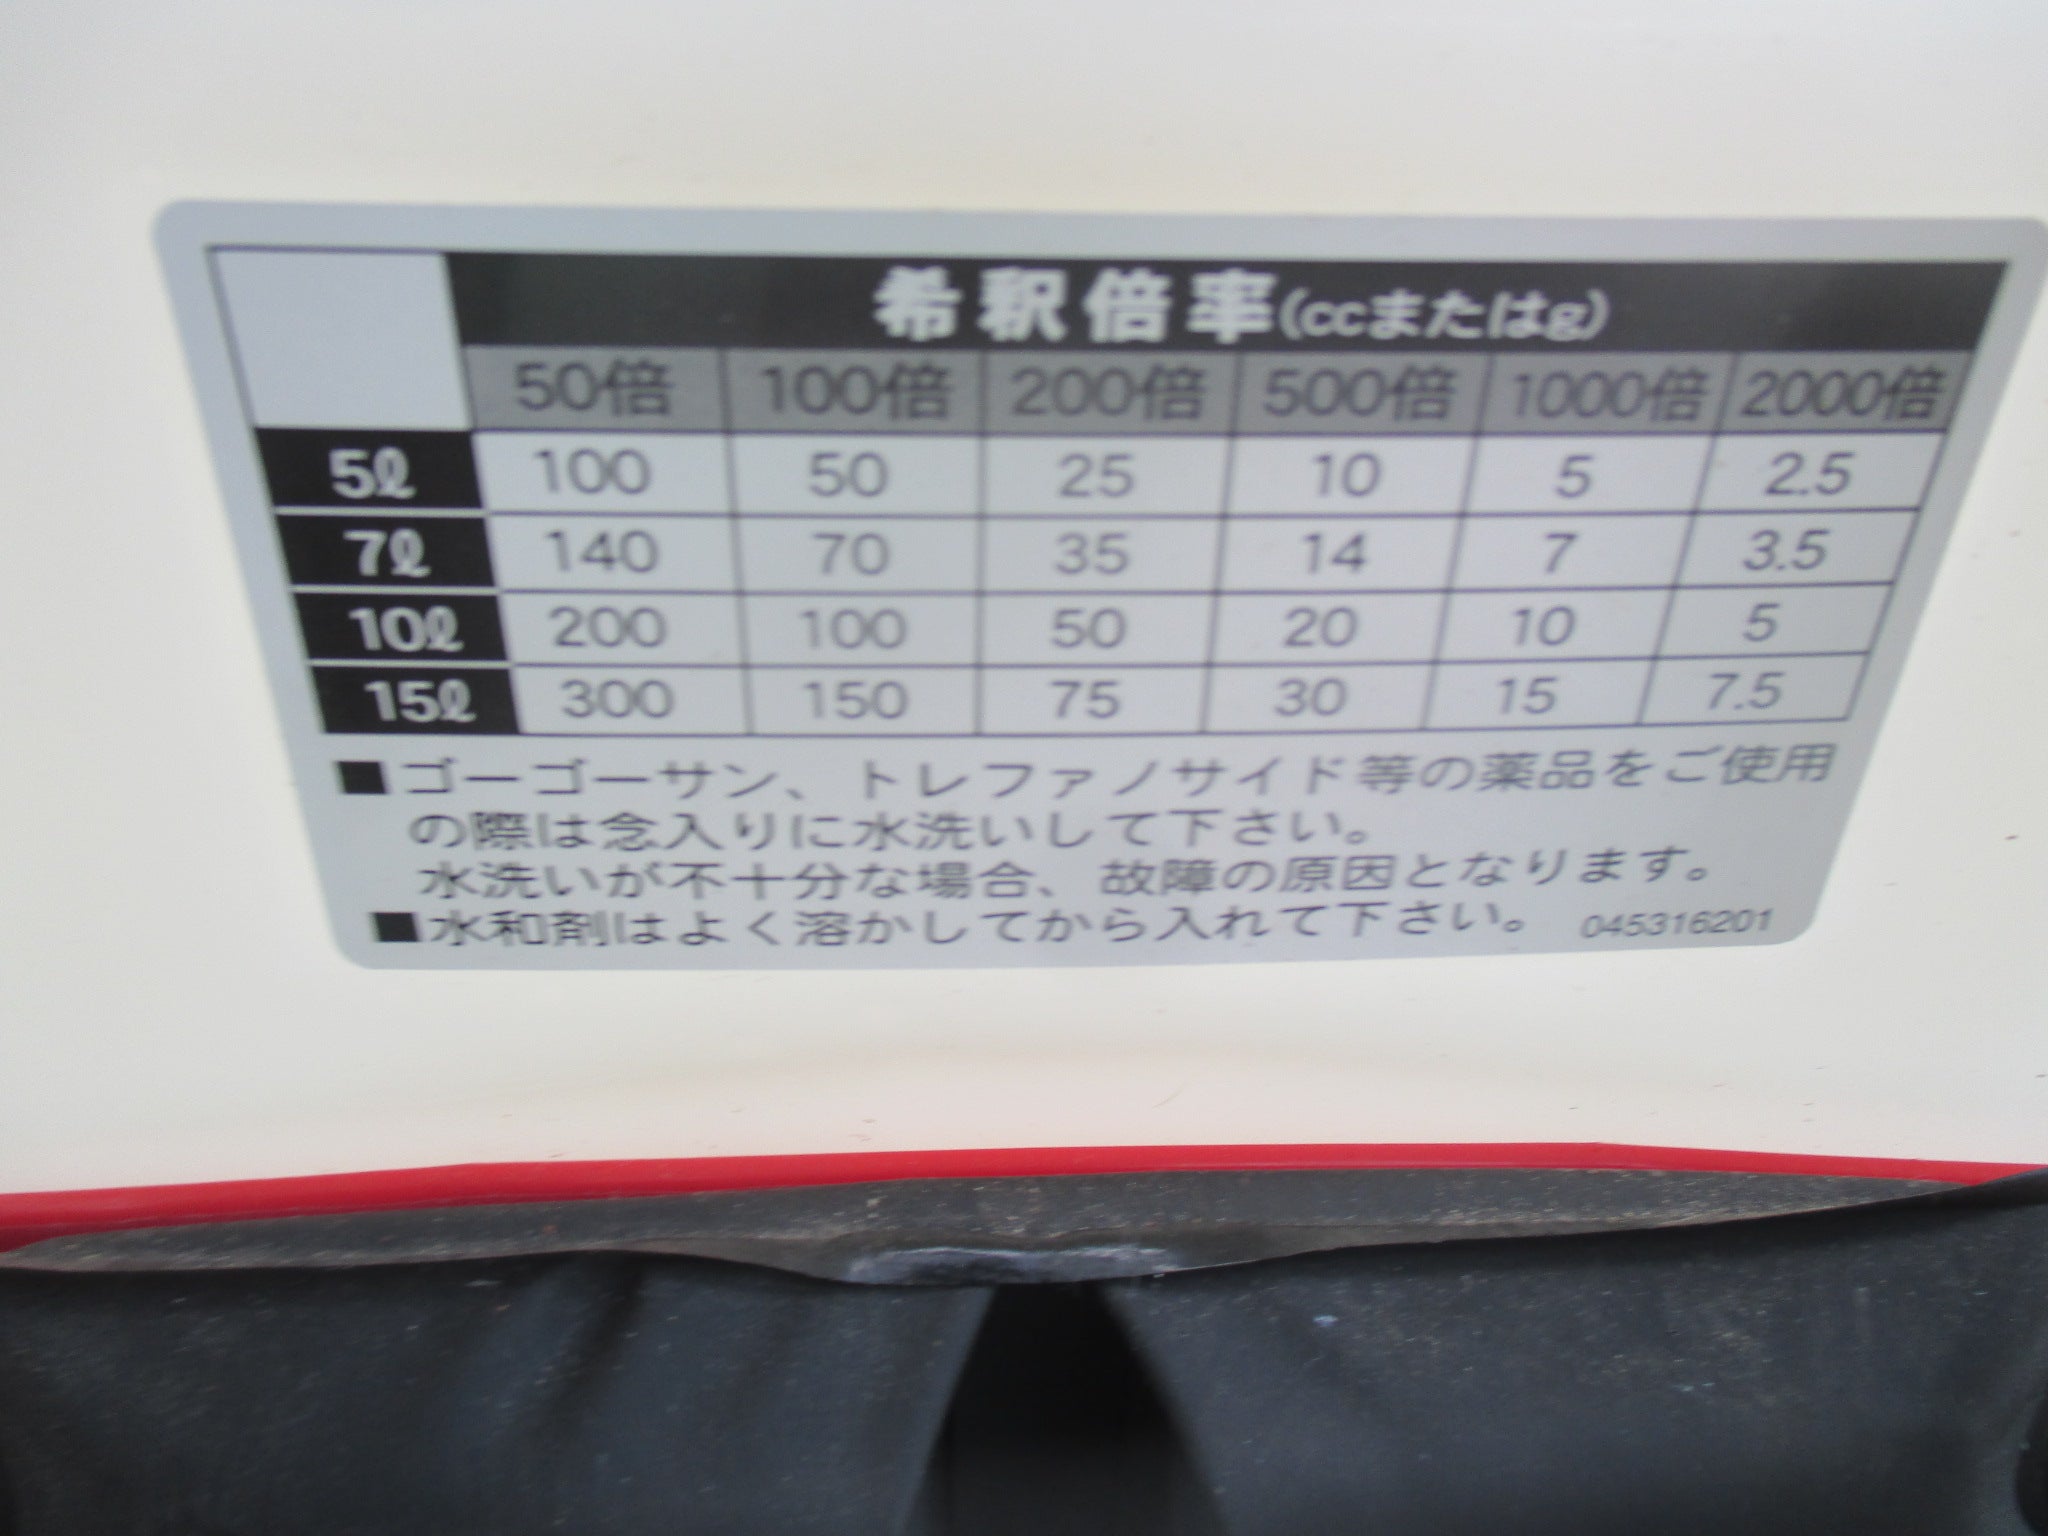 希釈倍率(ccまたはg)
50倍 100倍 200倍 500倍 1000倍 2000倍
5ℓ 100 50 25 10 5 2.5
7ℓ 140 70 35 14 7 3.5
10ℓ 200 100 50 20 10 5
15ℓ 300 150 75 30 15 7.5
■ゴーゴーサン、トレファノサイド等の薬品をご使用
の際は念入りに水洗いして下さい。
水洗いが不十分な場合、故障の原因となります。
■水和剤はよく溶かしてから入れて下さい。 045316201